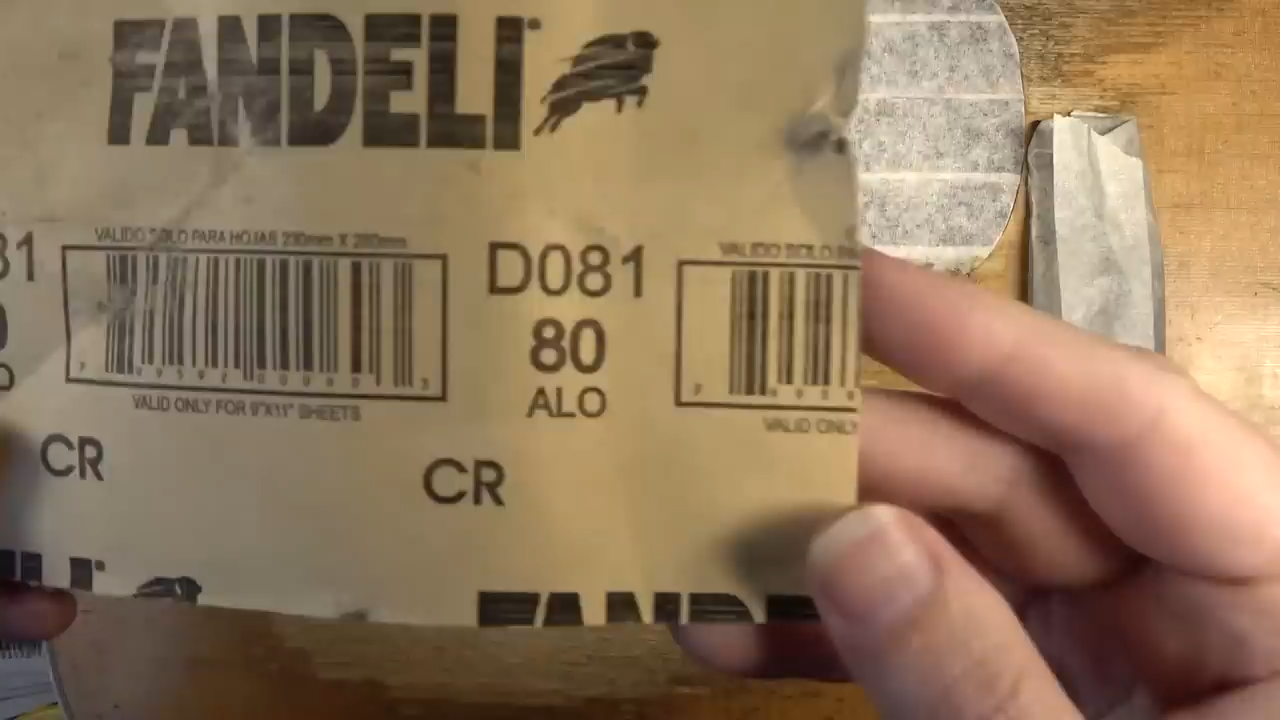 FANDELI
VALIDO SOLO PARA HOJAS 230mm X 280mm
81
D081
VALIDO SOLO
80
ALO
VALID ONLY FOR 9"X11" SHEETS
VALID ONLY
CR
CR
FANDE